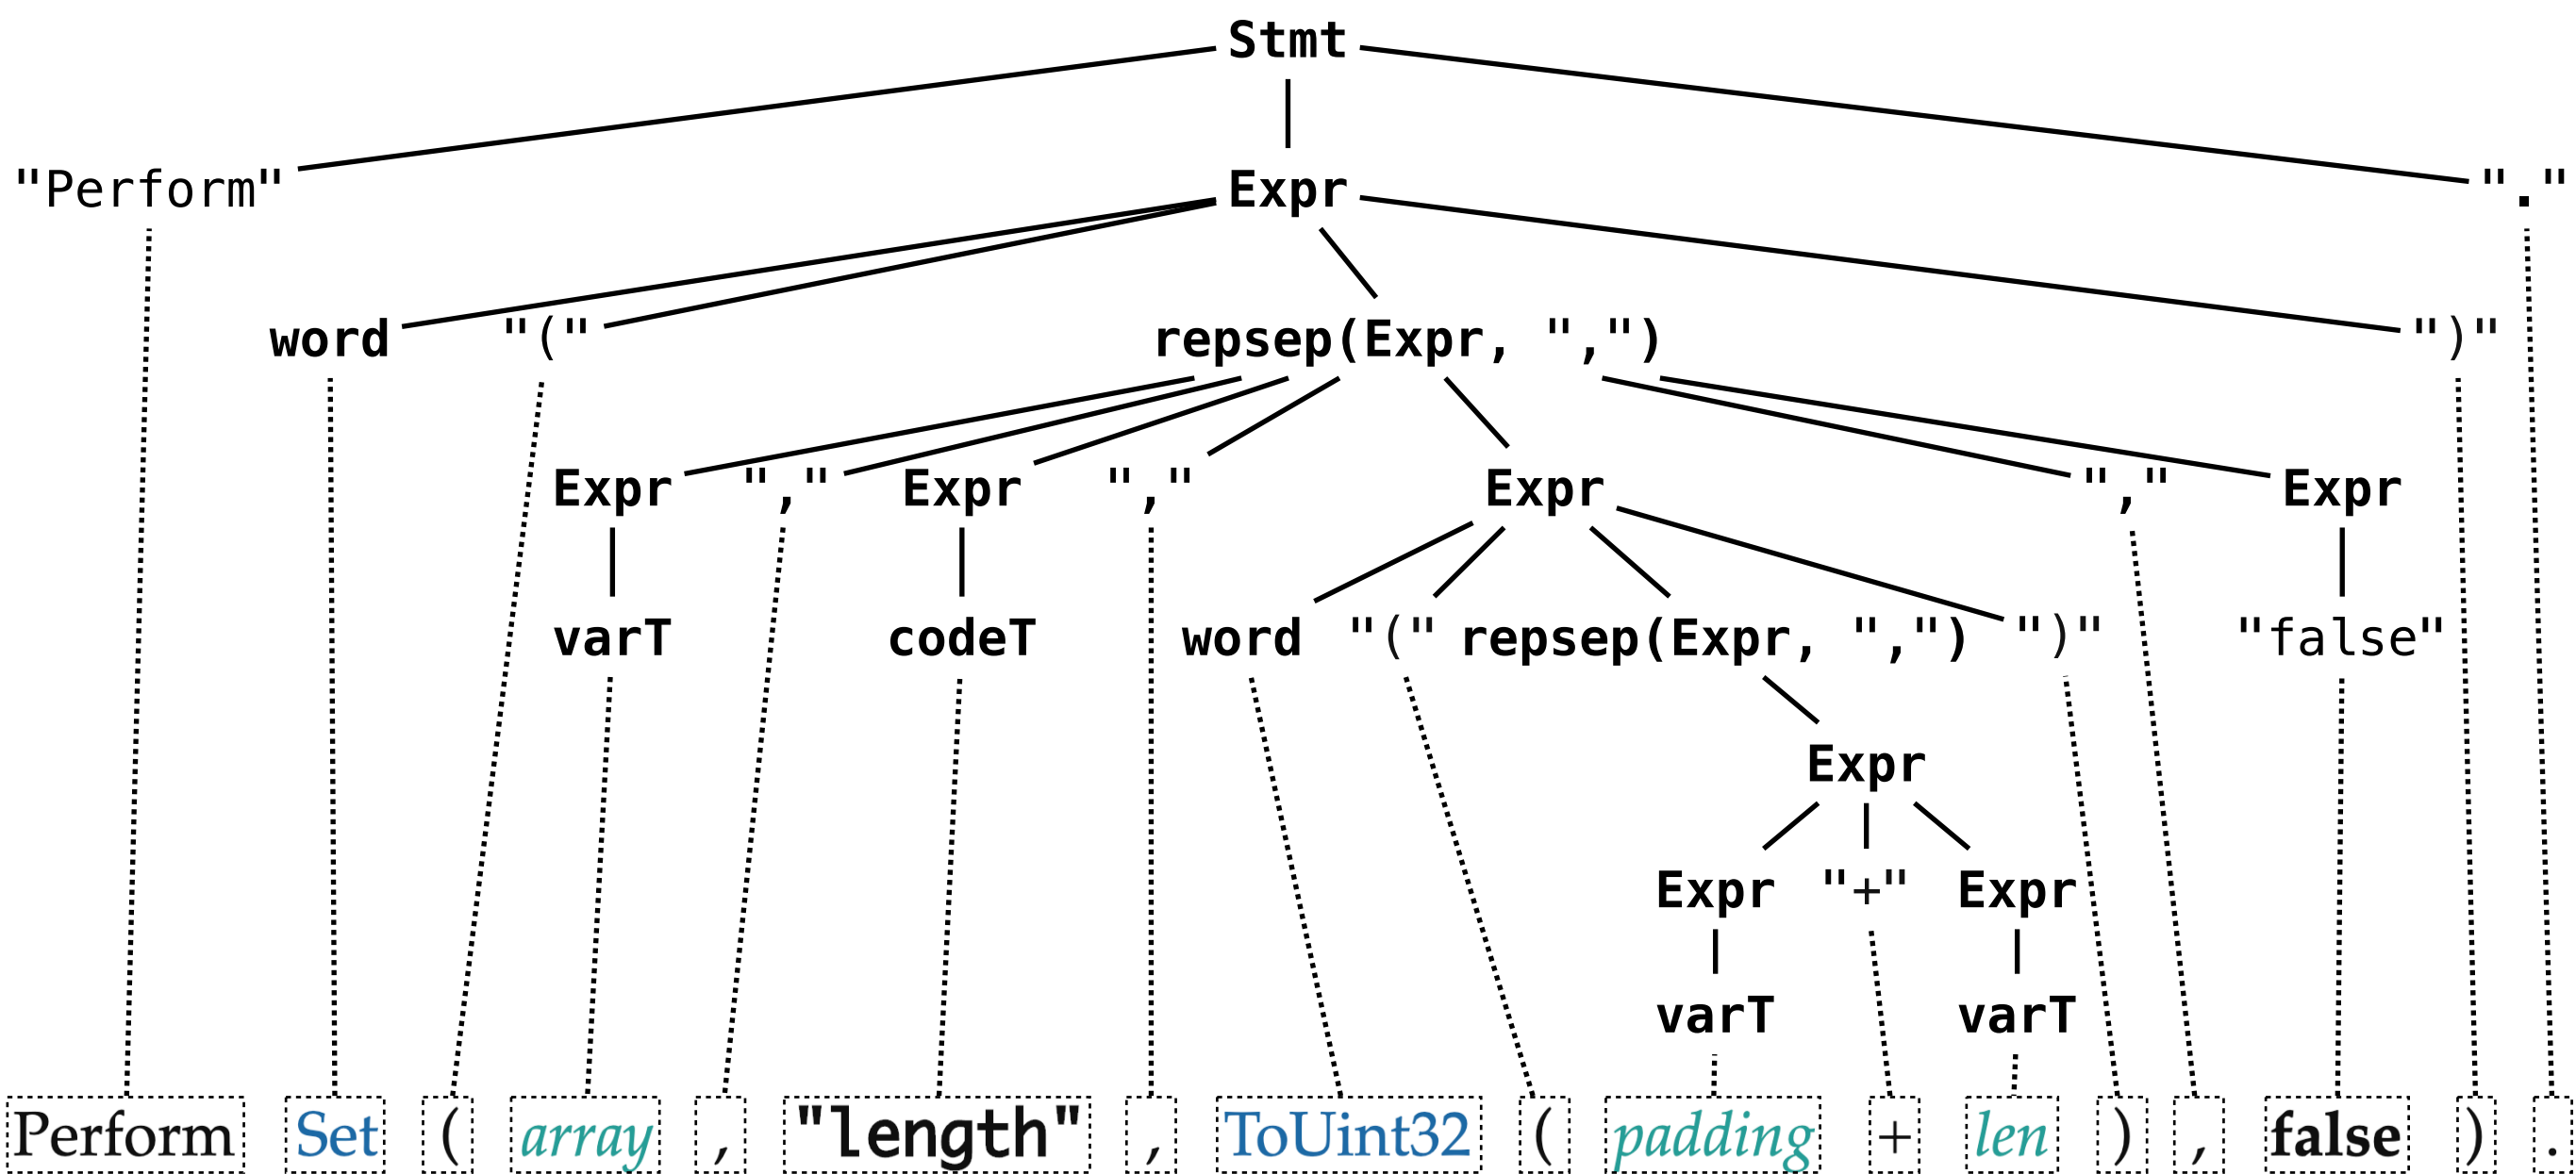 Stmt
"Perform" Expr "."
word "(" repsep(Expr, ",") ")"
Expr "," Expr "," Expr "," Expr
varT codeT word "(" repsep(Expr, ",") ")" "false"
Expr
Expr "+" Expr
varT varT
Perform Set ( array , "length" , ToUint32 ( padding + len ) , false ) .